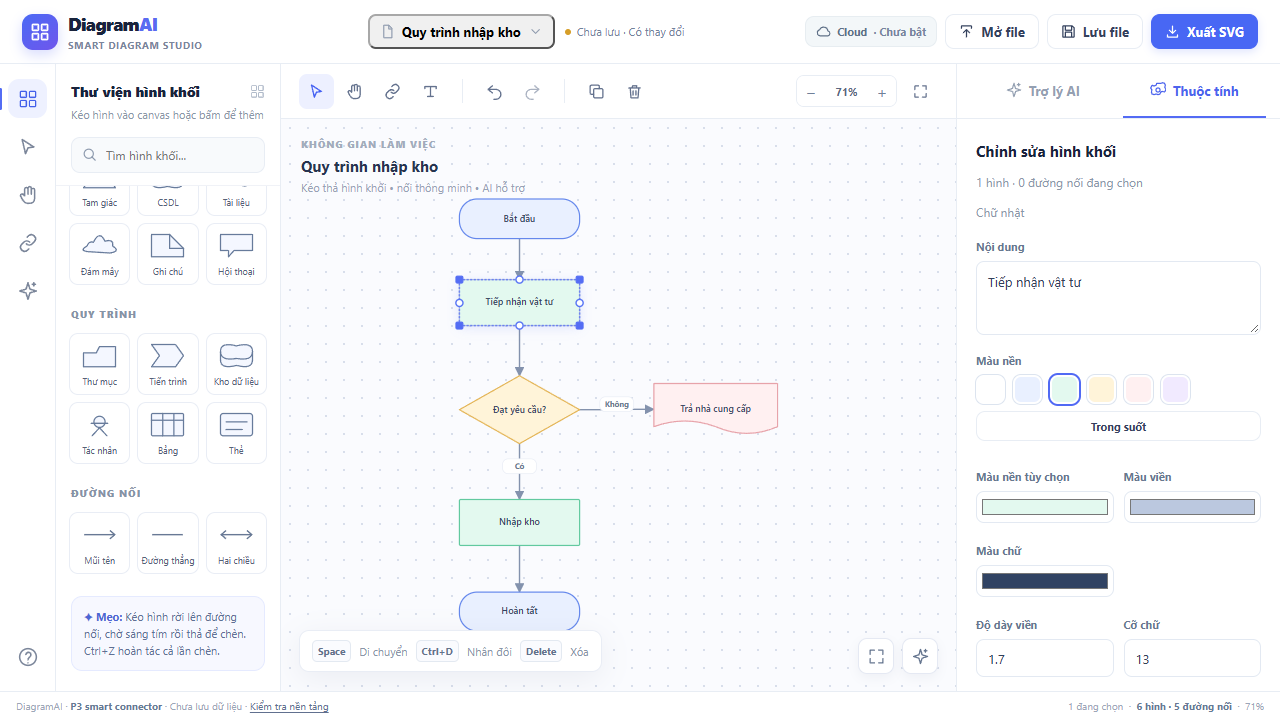 DiagramAI
SMART DIAGRAM STUDIO
Quy trình nhập kho
Chưa lưu · Có thay đổi
Cloud · Chưa bật
Mở file
Lưu file
Xuất SVG
Thư viện hình khối
Kéo hình vào canvas hoặc bấm để thêm
Tìm hình khối...
Tam giác
CSDL
Tài liệu
Đám mây
Ghi chú
Hội thoại
QUY TRÌNH
Thư mục
Tiến trình
Kho dữ liệu
Tác nhân
Bảng
Thẻ
ĐƯỜNG NỐI
Mũi tên
Đường thẳng
Hai chiều
✦ Mẹo: Kéo hình rời lên đường
nối, chờ sáng tím rồi thả để chèn.
Ctrl+Z hoàn tác cả lần chèn.
71%
KHÔNG GIAN LÀM VIỆC
Quy trình nhập kho
Kéo thả hình khối • nối thông minh • AI hỗ trợ
Bắt đầu
Tiếp nhận vật tư
Đạt yêu cầu?
Không
Trả nhà cung cấp
Có
Nhập kho
Hoàn tất
Space Di chuyển Ctrl+D Nhân đôi Delete Xóa
Trợ lý AI
Thuộc tính
Chỉnh sửa hình khối
1 hình · 0 đường nối đang chọn
Chữ nhật
Nội dung
Tiếp nhận vật tư
Màu nền
Trong suốt
Màu nền tùy chọn
Màu viền
Màu chữ
Độ dày viền
Cỡ chữ
1.7
13
DiagramAI · P3 smart connector · Chưa lưu dữ liệu · Kiểm tra nền tảng
1 đang chọn · 6 hình · 5 đường nối · 71%